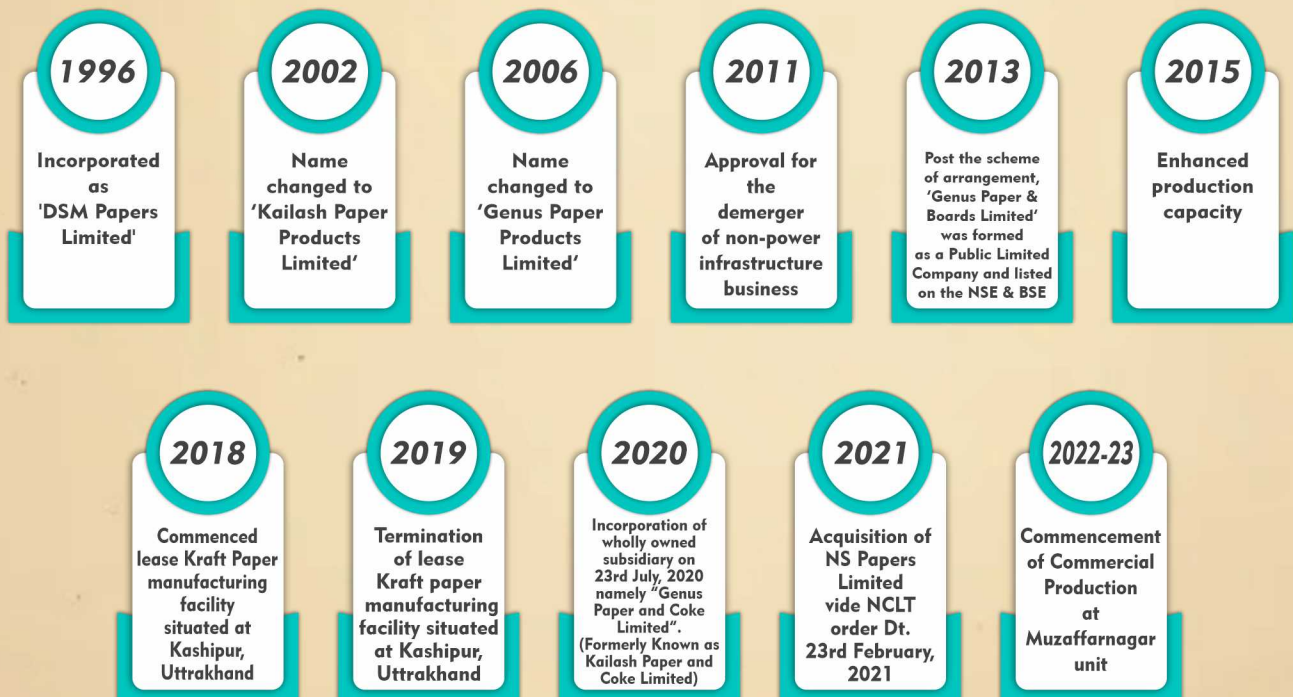 1996
Incorporated
as
'DSM Papers
Limited'
2002
Name
changed to
‘Kailash Paper
Products
Limited‘
2006
Name
changed to
‘Genus Paper
Products
Limited‘
2011
Approval for
the
demerger
of non-power
infrastructure
business
2013
Post the scheme
of arrangement,
‘Genus Paper &
Boards Limited‘
was formed
as a Public Limited
Company and listed
on the NSE & BSE
2015
Enhanced
production
capacity
2018
Commenced
lease Kraft Paper
manufacturing
facility
situated at
Kashipur,
Uttrakhand
2019
Termination
of lease
Kraft paper
manufacturing
facility situated
at Kashipur,
Uttrakhand
2020
Incorporation of
wholly owned
subsidiary on
23rd July, 2020
namely “Genus
Paper and Coke
Limited”.
(Formerly Known as
Kailash Paper and
Coke Limited)
2021
Acquisition of
NS Papers
Limited
vide NCLT
order Dt.
23rd February,
2021
2022-23
Commencement
of Commercial
Production
at
Muzaffarnagar
unit